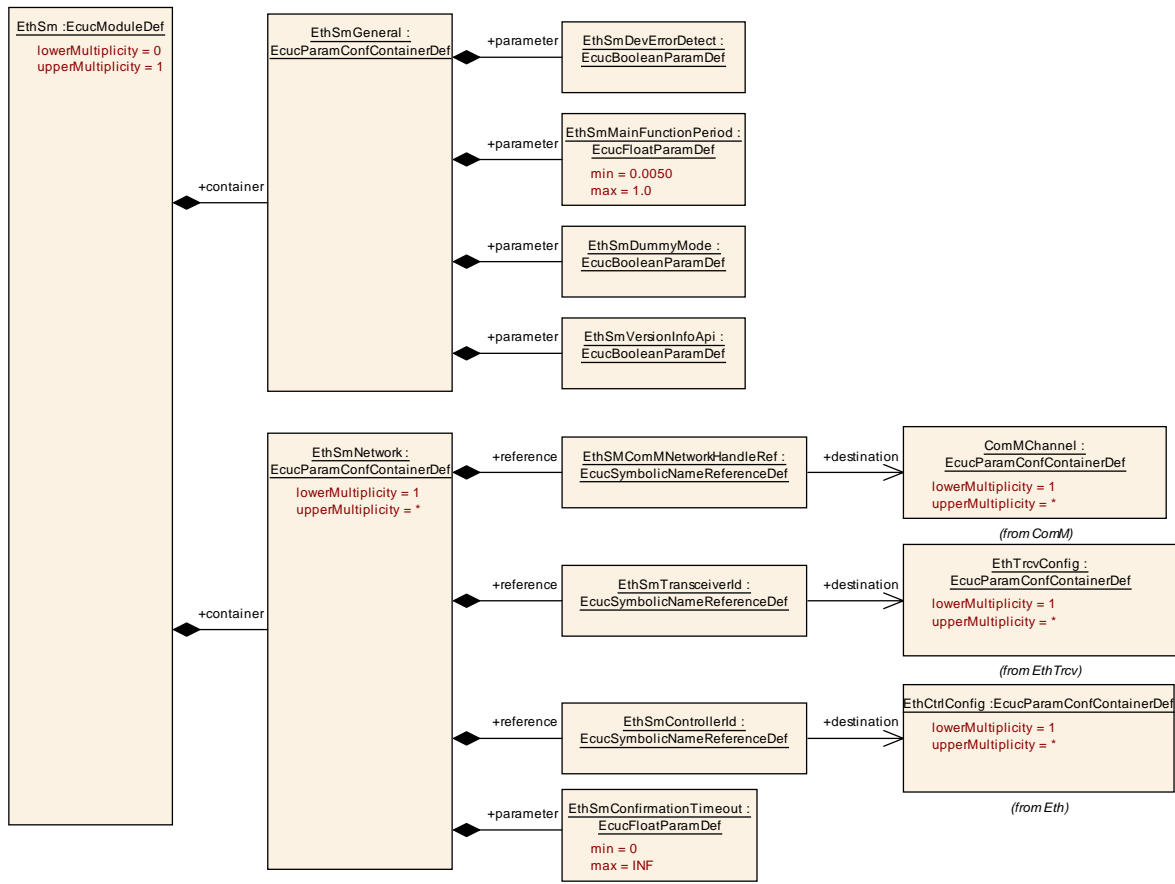 EthSm :EcucModuleDef
lowerMultiplicity = 0
upperMultiplicity = 1
+container
EthSmGeneral :
EcucParamConfContainerDef
+parameter
EthSmDevErrorDetect :
EcucBooleanParamDef
+parameter
EthSmMainFunctionPeriod :
EcucFloatParamDef
min = 0.0050
max = 1.0
+parameter
EthSmDummyMode :
EcucBooleanParamDef
+parameter
EthSmVersionInfoApi :
EcucBooleanParamDef
+container
EthSmNetwork :
EcucParamConfContainerDef
lowerMultiplicity = 1
upperMultiplicity = *
+reference
EthSMComMNetworkHandleRef :
EcucSymbolicNameReferenceDef
+destination
ComMChannel :
EcucParamConfContainerDef
lowerMultiplicity = 1
upperMultiplicity = *
(from ComM)
+reference
EthSmTransceiverId :
EcucSymbolicNameReferenceDef
+destination
EthTrcvConfig :
EcucParamConfContainerDef
lowerMultiplicity = 1
upperMultiplicity = *
(from EthTrcv)
+reference
EthSmControllerId :
EcucSymbolicNameReferenceDef
+destination
EthCtrlConfig :EcucParamConfContainerDef
lowerMultiplicity = 1
upperMultiplicity = *
(from Eth)
+parameter
EthSmConfirmationTimeout :
EcucFloatParamDef
min = 0
max = INF